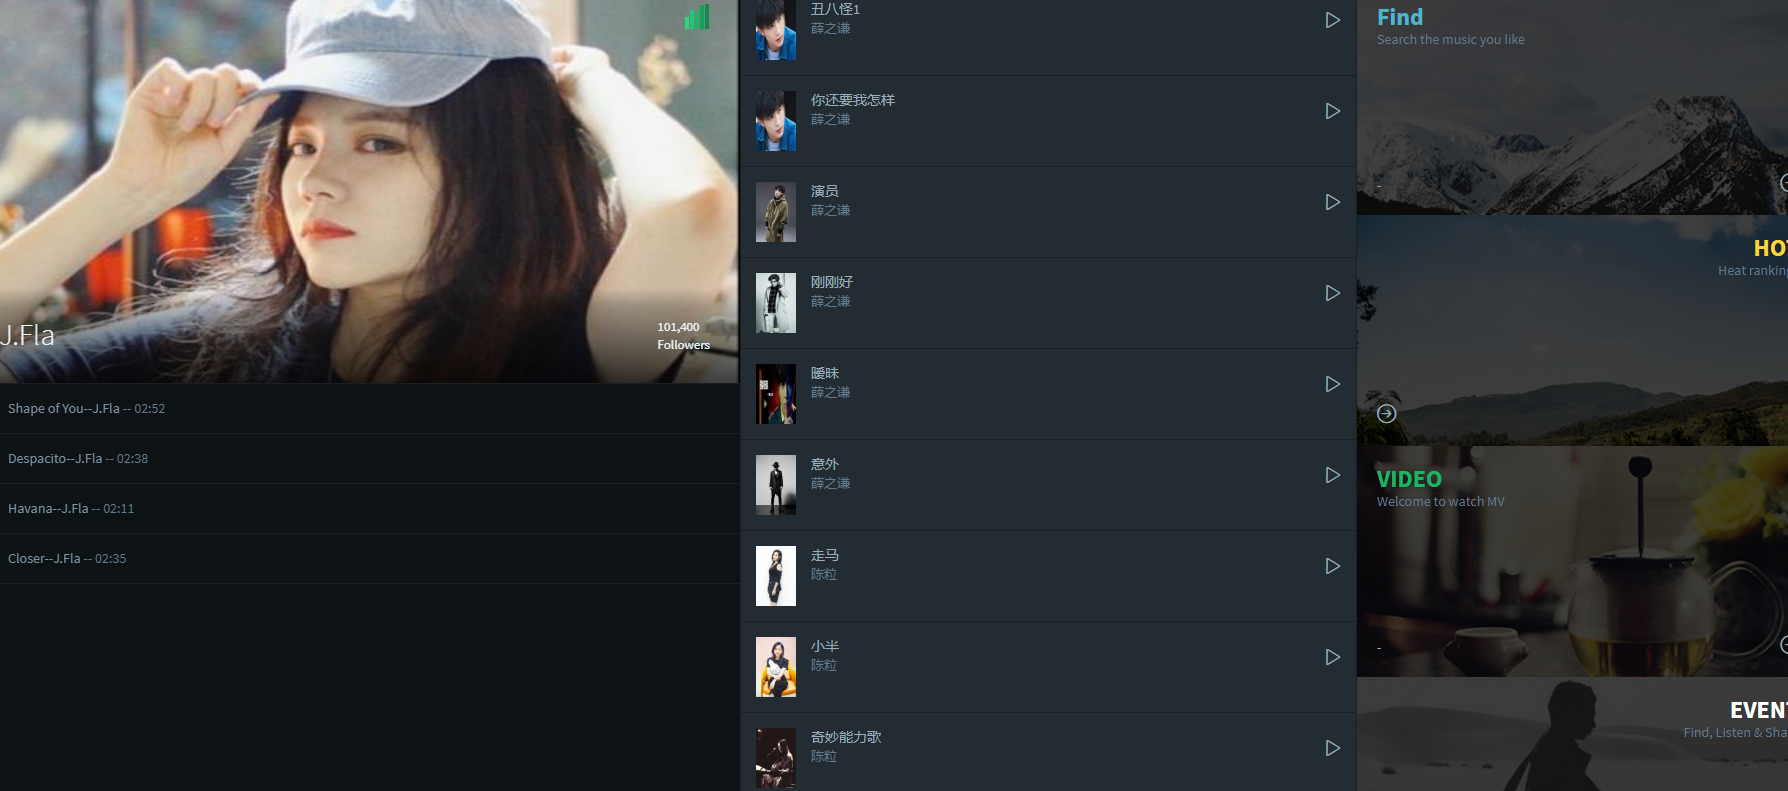 J.Fla
101,400
Followers
Shape of You--J.Fla -- 02:52
Despacito--J.Fla -- 02:38
Havana--J.Fla -- 02:11
Closer--J.Fla -- 02:35
丑八怪1
薛之谦
你还要我怎样
薛之谦
演员
薛之谦
刚刚好
薛之谦
暧昧
薛之谦
意外
薛之谦
走马
陈粒
小半
陈粒
奇妙能力歌
陈粒
Find
Search the music you like
-
HOT
Heat ranking
VIDEO
Welcome to watch MV
-
EVENT
Find, Listen & Sha